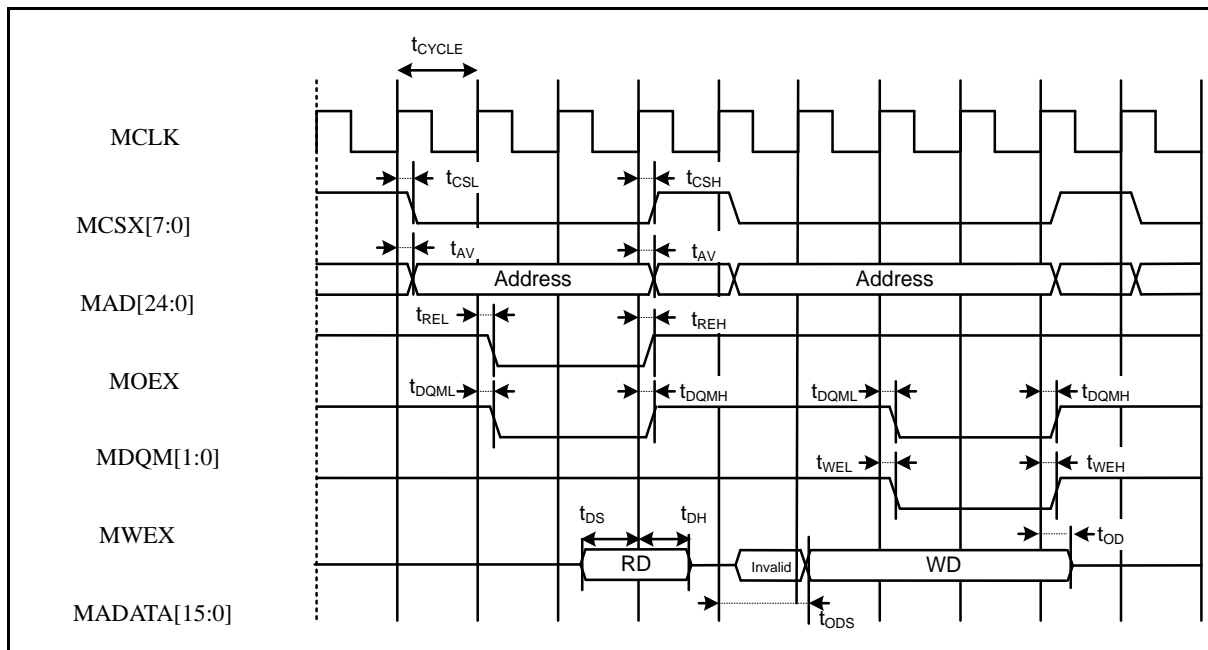 tCYCLE
MCLK
tCSL tCSH
MCSX[7:0]
tAV tAV
Address Address
MAD[24:0]
tREL tREH
MOEX
tDQML tDQMH tDQML tDQMH
MDQM[1:0]
tWEL tWEH
MWEX
tDS tDH tOD
RD Invalid WD
MADATA[15:0]
tODS